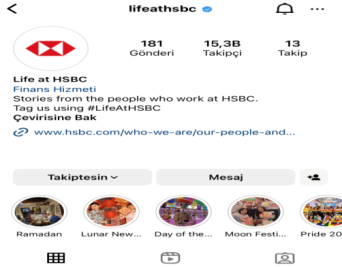 lifeathsbc
181 15,3B 13
Gönderi Takipçi Takip
Life at HSBC
Finans Hizmeti
Stories from the people who work at HSBC.
Tag us using #LifeAtHSBC
Çevirisine Bak
www.hsbc.com/who-we-are/our-people-and...
Takiptesin Mesaj
Ramadan Lunar New... Day of the... Moon Festi... Pride 20